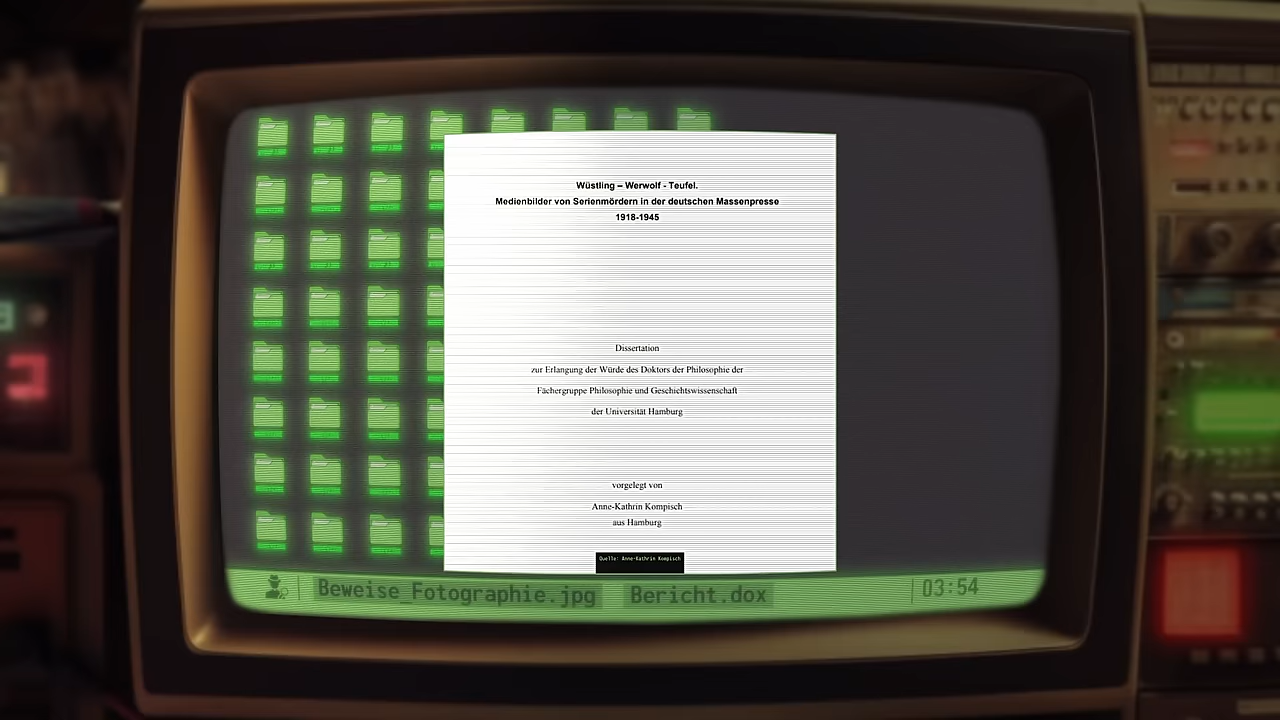 Wüstling – Werwolf - Teufel.
Medienbilder von Serienmördern in der deutschen Massenpresse
1918-1945
Dissertation
zur Erlangung der Würde des Doktors der Philosophie der
Fächergruppe Philosophie und Geschichtswissenschaft
der Universität Hamburg
vorgelegt von
Anne-Kathrin Kompisch
aus Hamburg
Quelle: Anne-Kathrin Kompisch
Beweise_Fotographie.jpg Bericht.dox 03:54